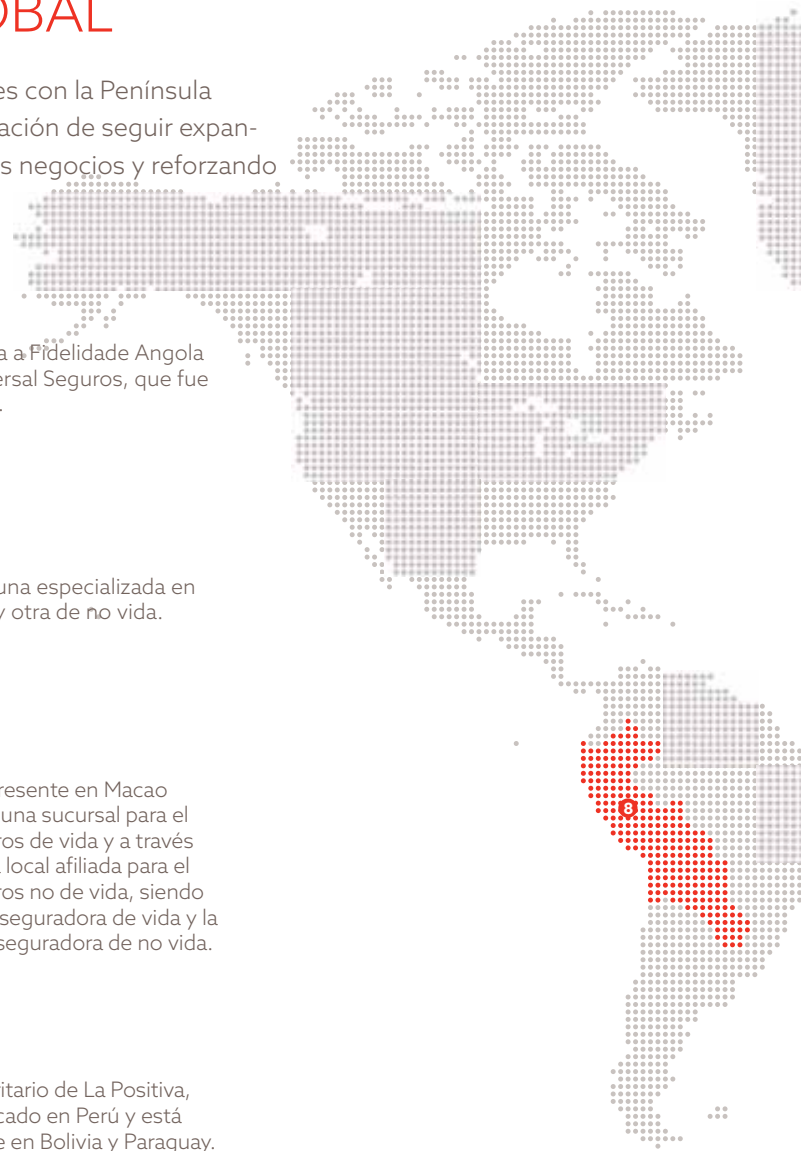 OBAL
es con la Península
ación de seguir expan-
s negocios y reforzando
a a Fidelidade Angola
ersal Seguros, que fue
.
una especializada en
y otra de no vida.
resente en Macao
una sucursal para el
ros de vida y a través
a local afiliada para el
ros no de vida, siendo
seguradora de vida y la
seguradora de no vida.
8
itario de La Positiva,
cado en Perú y está
e en Bolivia y Paraguay.